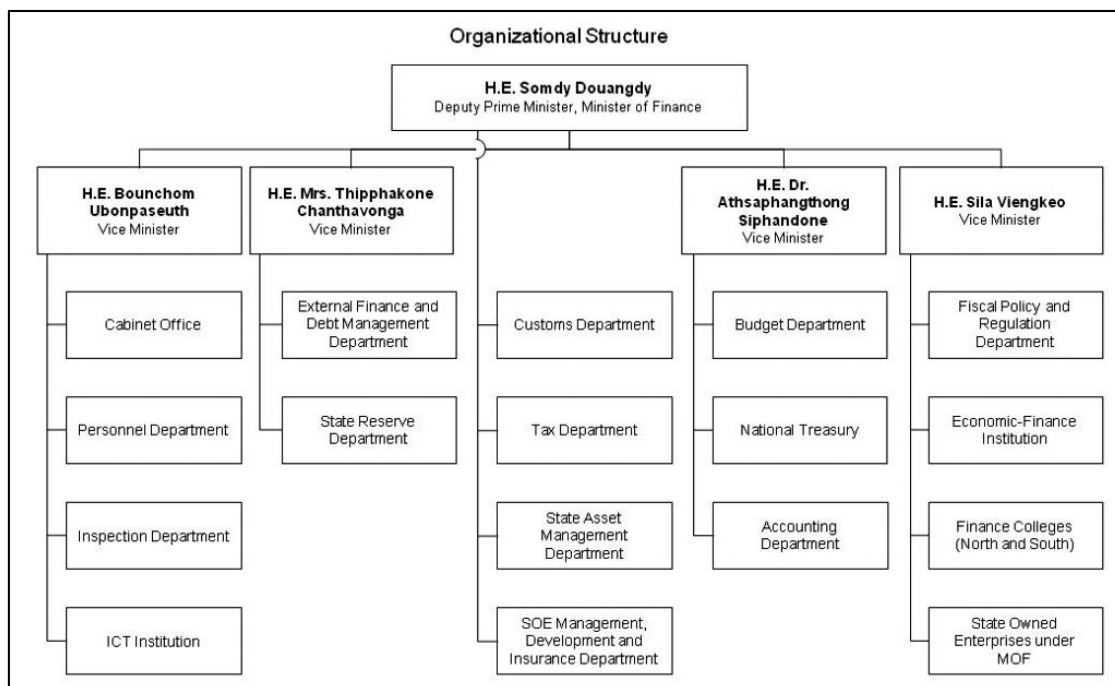 Organizational Structure
H.E. Somdy Douangdy
Deputy Prime Minister, Minister of Finance
H.E. Bounchom
Ubonpaseuth
Vice Minister
H.E. Mrs. Thipphakone
Chanthavonga
Vice Minister
H.E. Dr.
Athsaphangthong
Siphandone
Vice Minister
H.E. Sila Viengkeo
Vice Minister
Cabinet Office
External Finance and
Debt Management
Department
Customs Department
Budget Department
Fiscal Policy and
Regulation
Department
Personnel Department
State Reserve
Department
Tax Department
National Treasury
Economic-Finance
Institution
Inspection Department
State Asset
Management
Department
Accounting
Department
Finance Colleges
(North and South)
ICT Institution
SOE Management,
Development and
Insurance Department
State Owned
Enterprises under
MOF